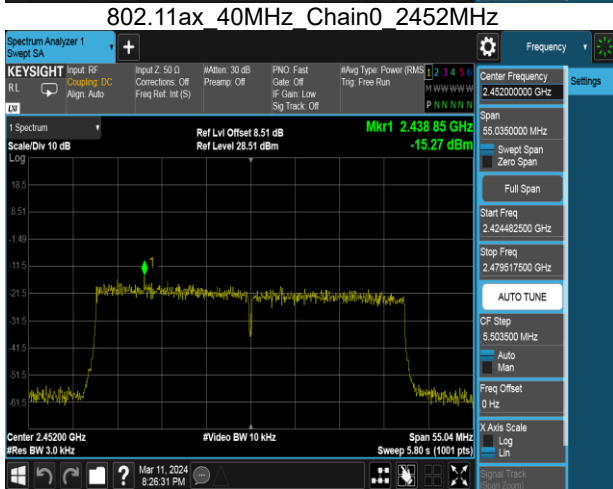 802.11ax_40MHz_Chain0_2452MHz
Spectrum Analyzer 1
Swept SA
+
Frequency
KEYSIGHT
RL
LXI
Input: RF
Coupling: DC
Align: Auto
Input Z: 50 Ω
Corrections: Off
Freq Ref: Int (S)
#Atten: 30 dB
Preamp: Off
PNO: Fast
Gate: Off
IF Gain: Low
Sig Track: Off
#Avg Type: Power (RMS
Trig: Free Run
1 2 3 4 5 6
M W W W W W
P N N N N N
Center Frequency
2.452000000 GHz
Settings
Span
55.0350000 MHz
Swept Span
Zero Span
Full Span
Start Freq
2.424482500 GHz
Stop Freq
2.479517500 GHz
AUTO TUNE
CF Step
5.503500 MHz
Auto
Man
Freq Offset
0 Hz
X Axis Scale
Log
Lin
Signal Track
(Span Zoom)
1 Spectrum
Scale/Div 10 dB
Log
Ref Lvl Offset 8.51 dB
Ref Level 28.51 dBm
Mkr1 2.438 85 GHz
-15.27 dBm
18.5
8.51
-1.49
-11.5
-21.5
-31.5
-41.5
-51.5
-61.5
1
Center 2.45200 GHz
#Res BW 3.0 kHz
#Video BW 10 kHz
Span 55.04 MHz
Sweep 5.80 s (1001 pts)
?
Mar 11, 2024
8:26:31 PM